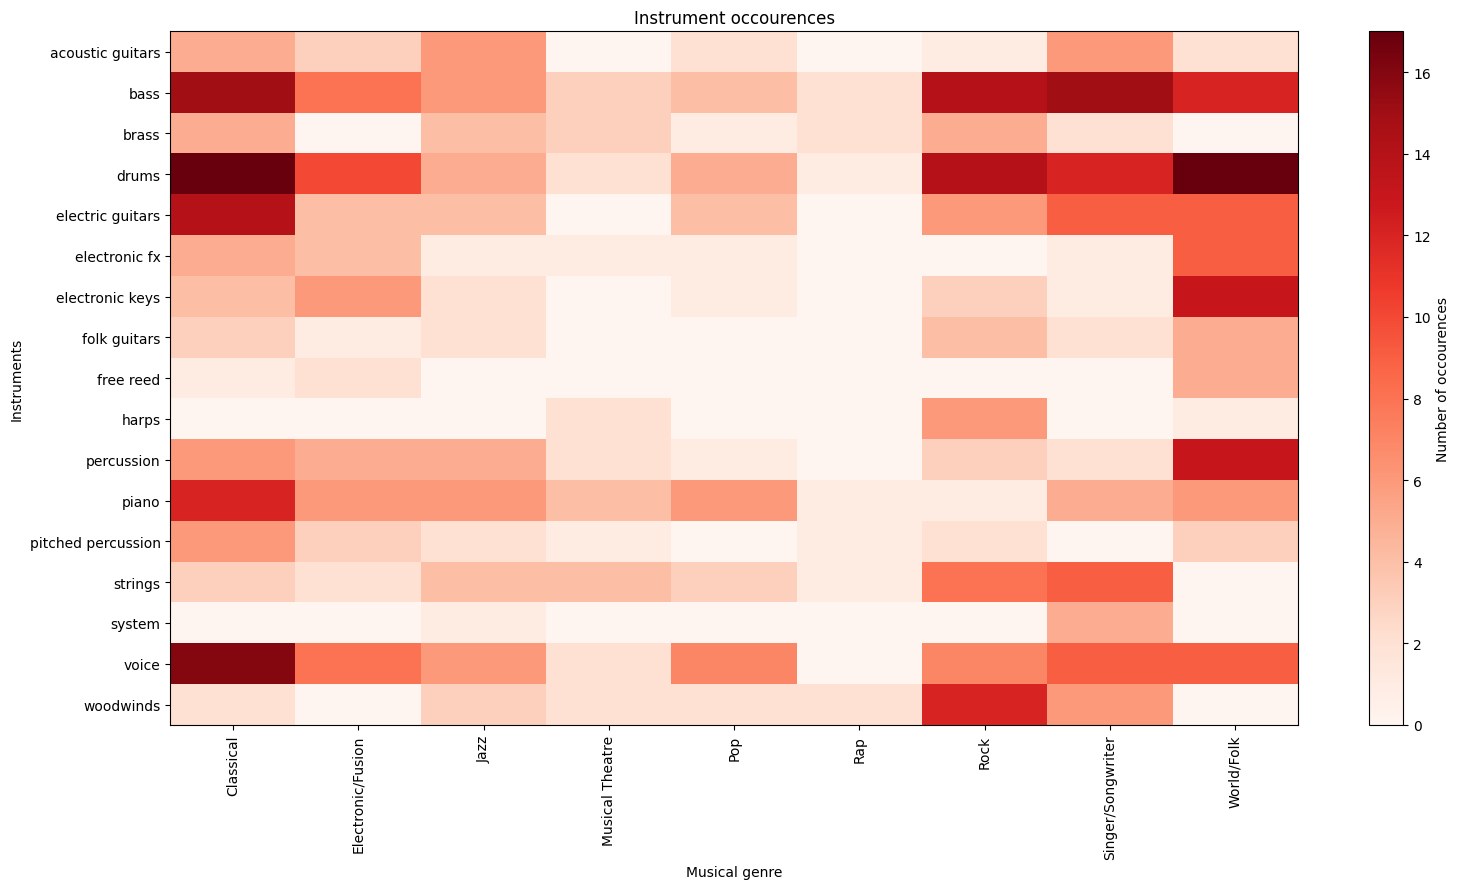 Instrument occourences
acoustic guitars
bass
brass
drums
electric guitars
electronic fx
electronic keys
folk guitars
free reed
harps
percussion
piano
pitched percussion
strings
system
voice
woodwinds
Instruments
Classical
Electronic/Fusion
Jazz
Musical Theatre
Pop
Rap
Rock
Singer/Songwriter
World/Folk
Musical genre
16
14
12
10
8
6
4
2
0
Number of occourences